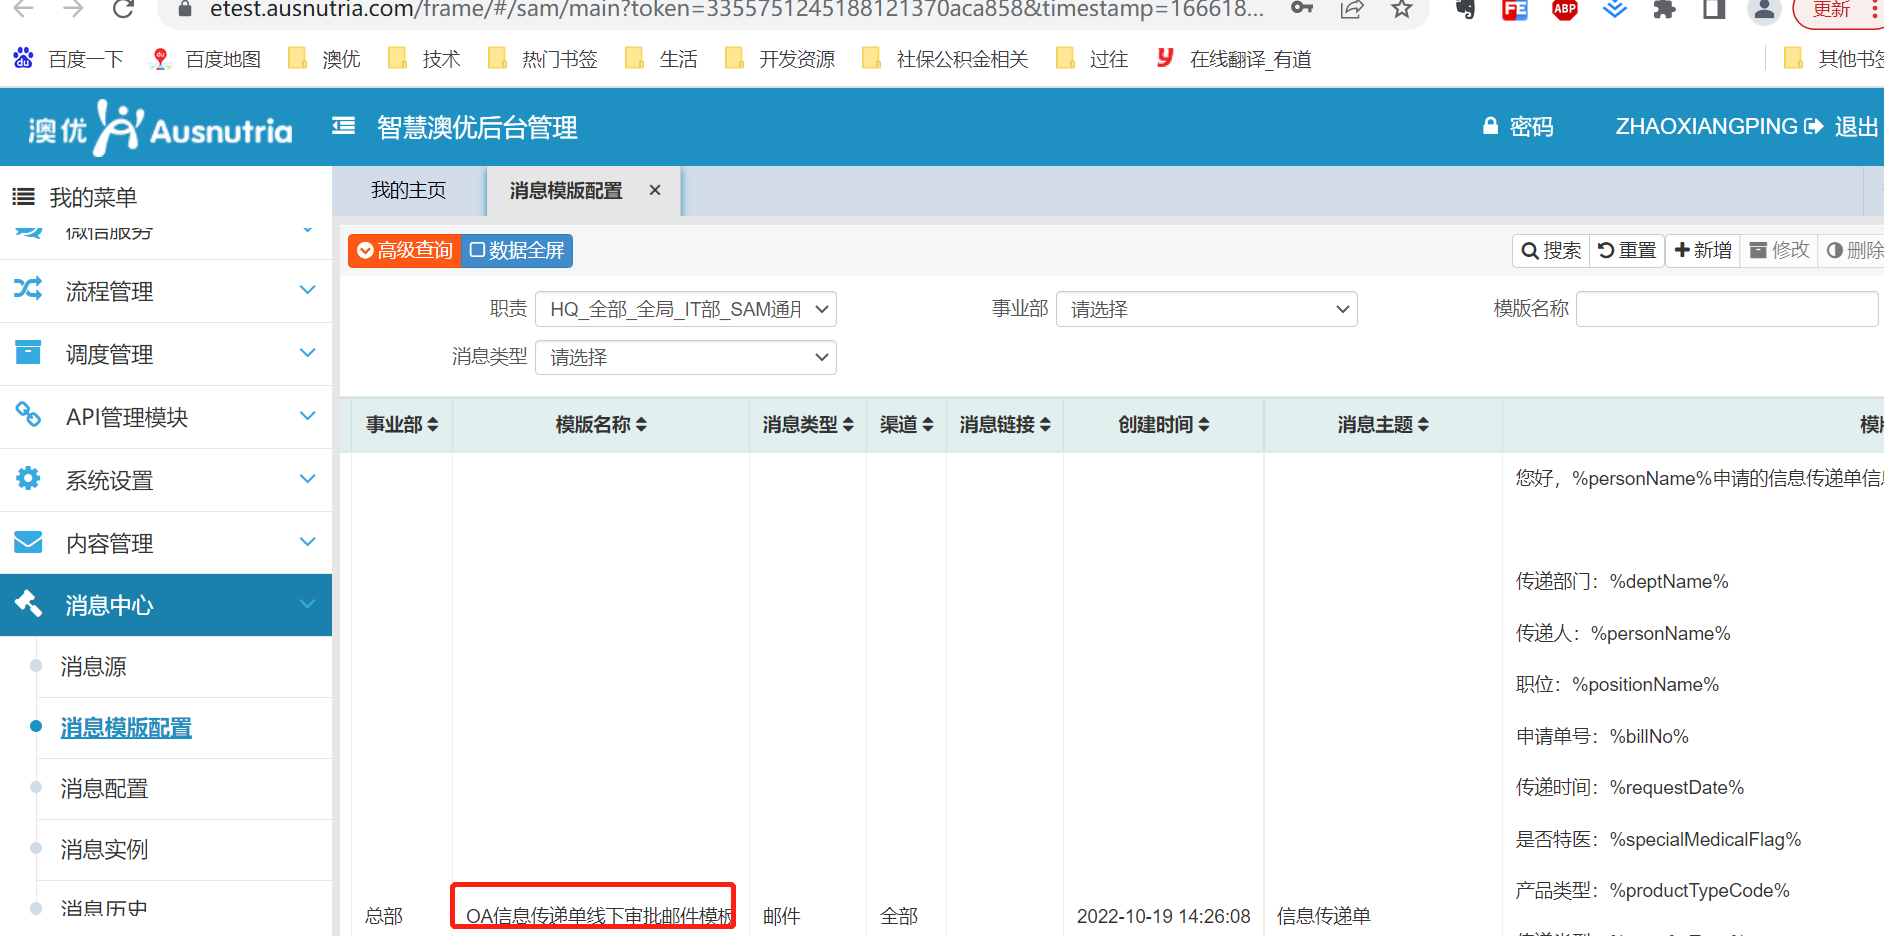 etest.ausnutria.com/frame/#/sam/main?token=3355751245188121370aca858&timestamp=166618...
FE
ABP
更新
百度一下
百度地图
澳优
技术
热门书签
生活
开发资源
社保公积金相关
过往
在线翻译_有道
其他书签
澳优 Ausnutria
智慧澳优后台管理
密码
ZHAOXIANGPING
退出
我的菜单
我的主页
消息模版配置
微信服务
高级查询
数据全屏
搜索
重置
新增
修改
删除
流程管理
职责
HQ_全部_全局_IT部_SAM通用
事业部
请选择
模版名称
调度管理
消息类型
请选择
API管理模块
事业部
模版名称
消息类型
渠道
消息链接
创建时间
消息主题
系统设置
您好，%personName%申请的信息传递单信息
内容管理
传递部门：%deptName%
消息中心
传递人：%personName%
消息源
职位：%positionName%
消息模版配置
申请单号：%billNo%
消息配置
传递时间：%requestDate%
消息实例
是否特医：%specialMedicalFlag%
产品类型：%productTypeCode%
消息历史
总部
OA信息传递单线下审批邮件模板
邮件
全部
2022-10-19 14:26:08
信息传递单